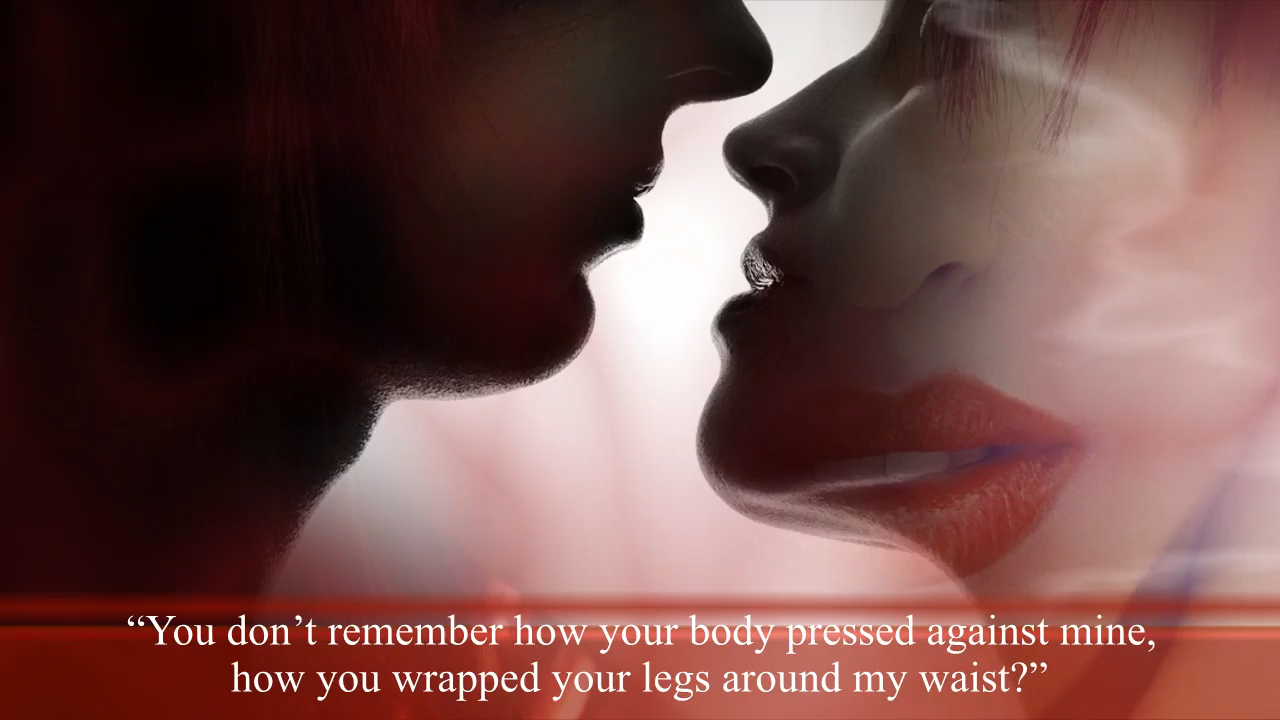 “You don’t remember how your body pressed against mine,
how you wrapped your legs around my waist?”